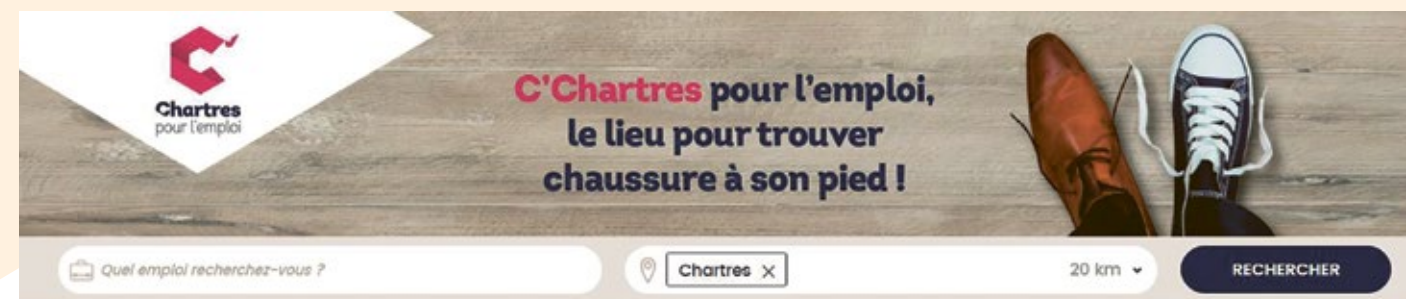 Chartres
pour l'emploi
C'Chartres pour l'emploi,
le lieu pour trouver
chaussure à son pied !
Quel emploi recherchez-vous ?
Chartres ×
20 km
RECHERCHER